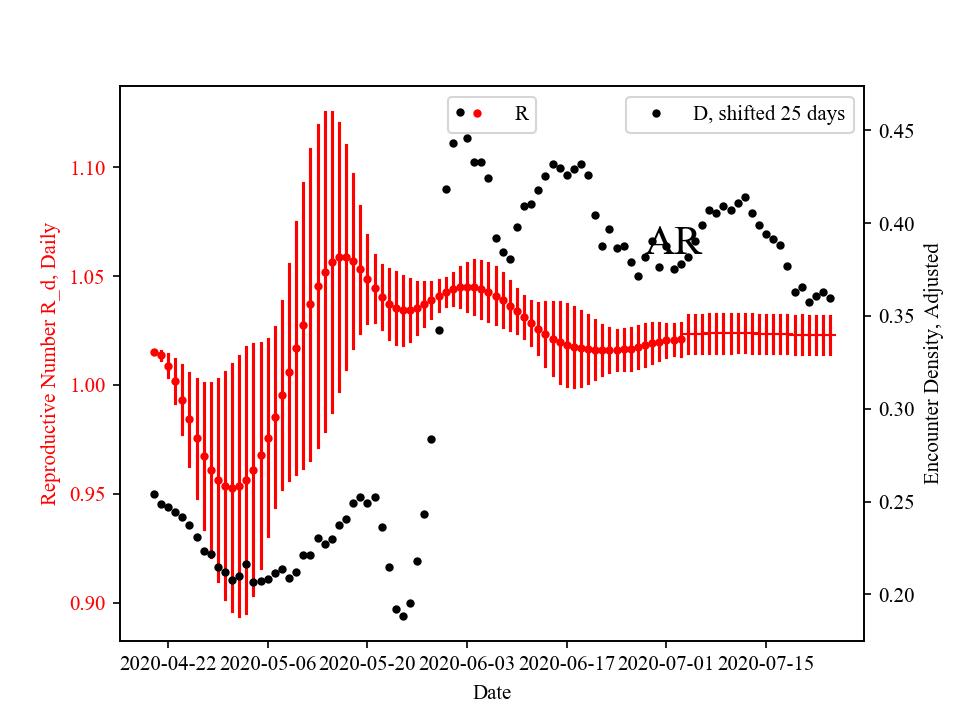 R
D, shifted 25 days
AR
Reproductive Number R_d, Daily
1.10
1.05
1.00
0.95
0.90
Encounter Density, Adjusted
0.45
0.40
0.35
0.30
0.25
0.20
2020-04-22 2020-05-06 2020-05-20 2020-06-03 2020-06-17 2020-07-01 2020-07-15
Date